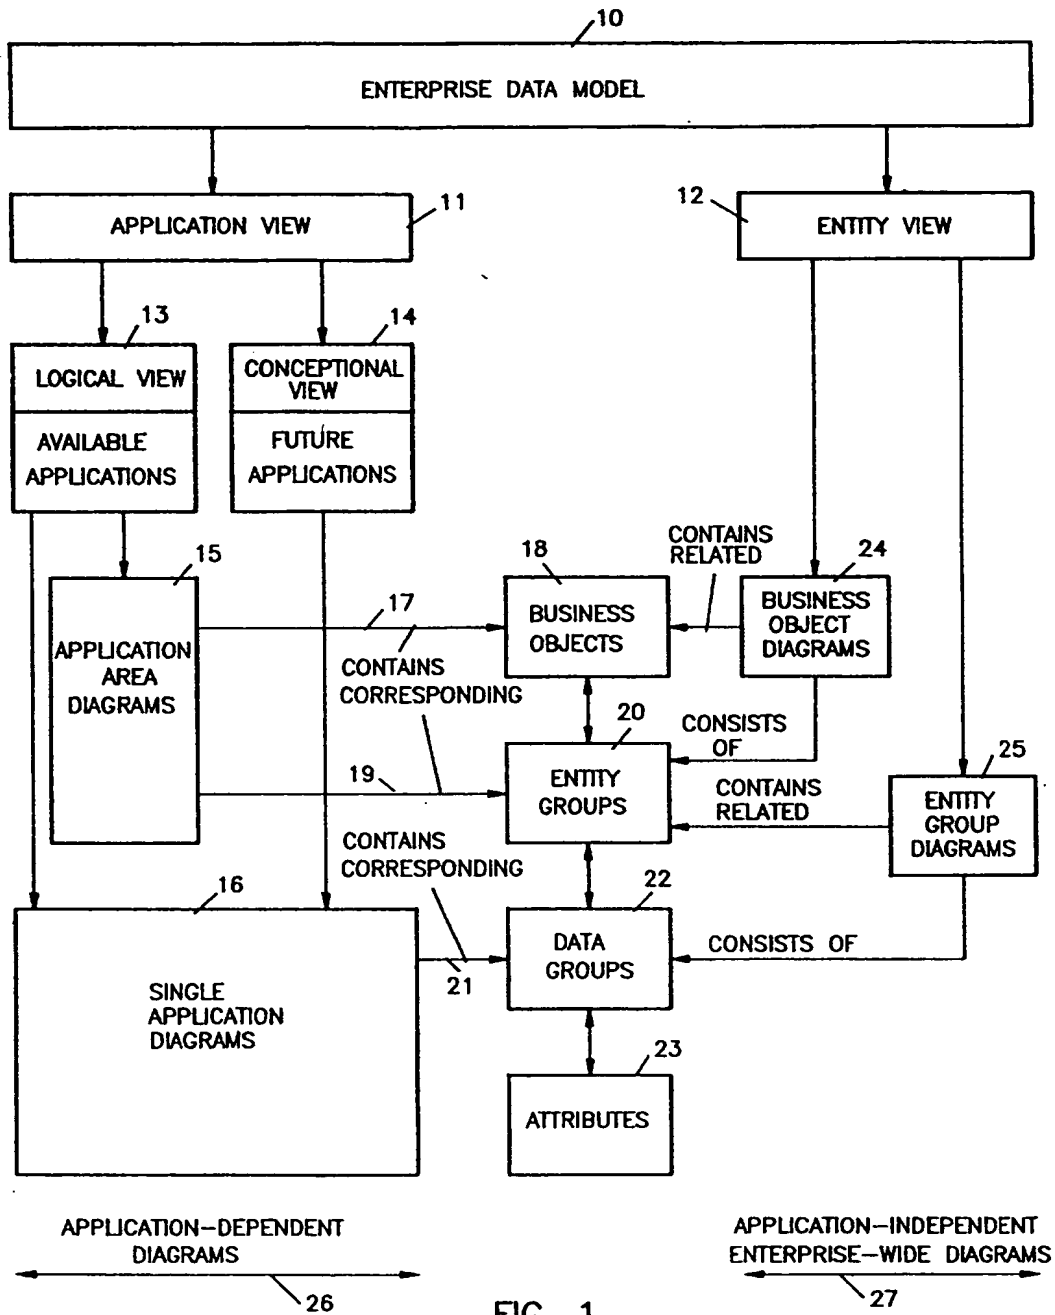 10
ENTERPRISE DATA MODEL
11
APPLICATION VIEW
12
ENTITY VIEW
13
LOGICAL VIEW
AVAILABLE
APPLICATIONS
14
CONCEPTIONAL
VIEW
FUTURE
APPLICATIONS
15
APPLICATION
AREA
DIAGRAMS
17
CONTAINS
CORRESPONDING
19
18
BUSINESS
OBJECTS
CONTAINS
RELATED
24
BUSINESS
OBJECT
DIAGRAMS
CONSISTS
OF
20
ENTITY
GROUPS
CONTAINS
RELATED
25
ENTITY
GROUP
DIAGRAMS
CONTAINS
CORRESPONDING
16
SINGLE
APPLICATION
DIAGRAMS
21
22
DATA
GROUPS
CONSISTS OF
23
ATTRIBUTES
APPLICATION-DEPENDENT
DIAGRAMS
26
APPLICATION-INDEPENDENT
ENTERPRISE-WIDE DIAGRAMS
27
FIG. 1